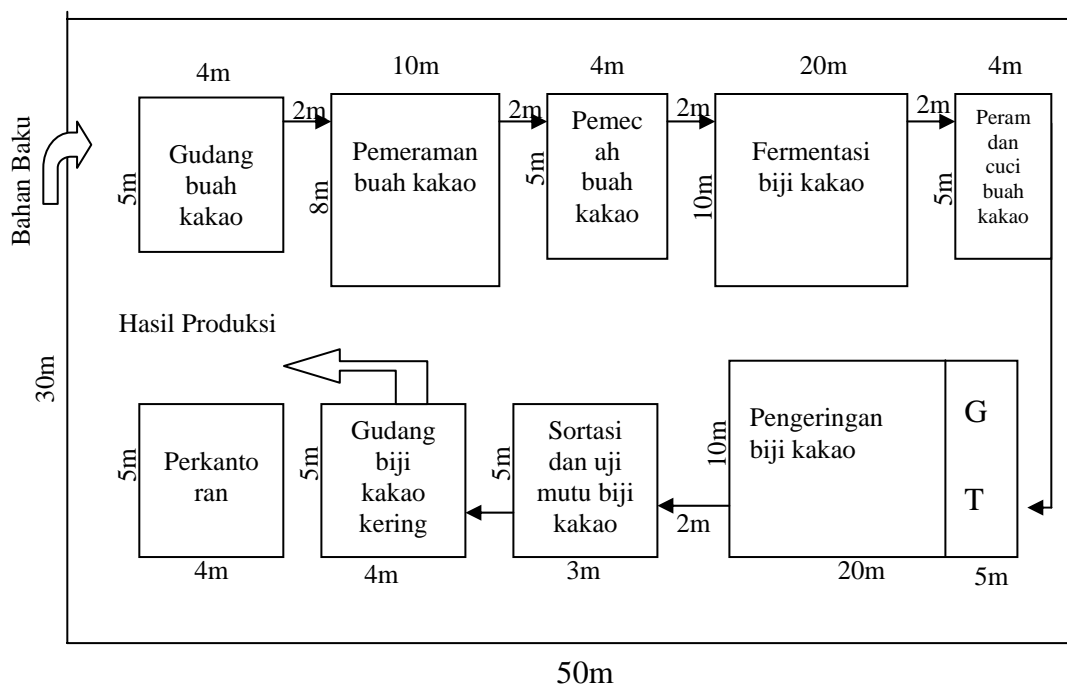 4m
10m
4m
20m
4m
Bahan Baku
5m
Gudang
buah
kakao
2m
8m
Pemeraman
buah kakao
2m
5m
Pemec
ah
buah
kakao
2m
10m
Fermentasi
biji kakao
2m
5m
Peram
dan
cuci
buah
kakao
30m
Hasil Produksi
5m
Perkanto
ran
4m
5m
Gudang
biji
kakao
kering
4m
5m
Sortasi
dan uji
mutu biji
kakao
3m
2m
10m
Pengeringan
biji kakao
20m
G
T
5m
50m